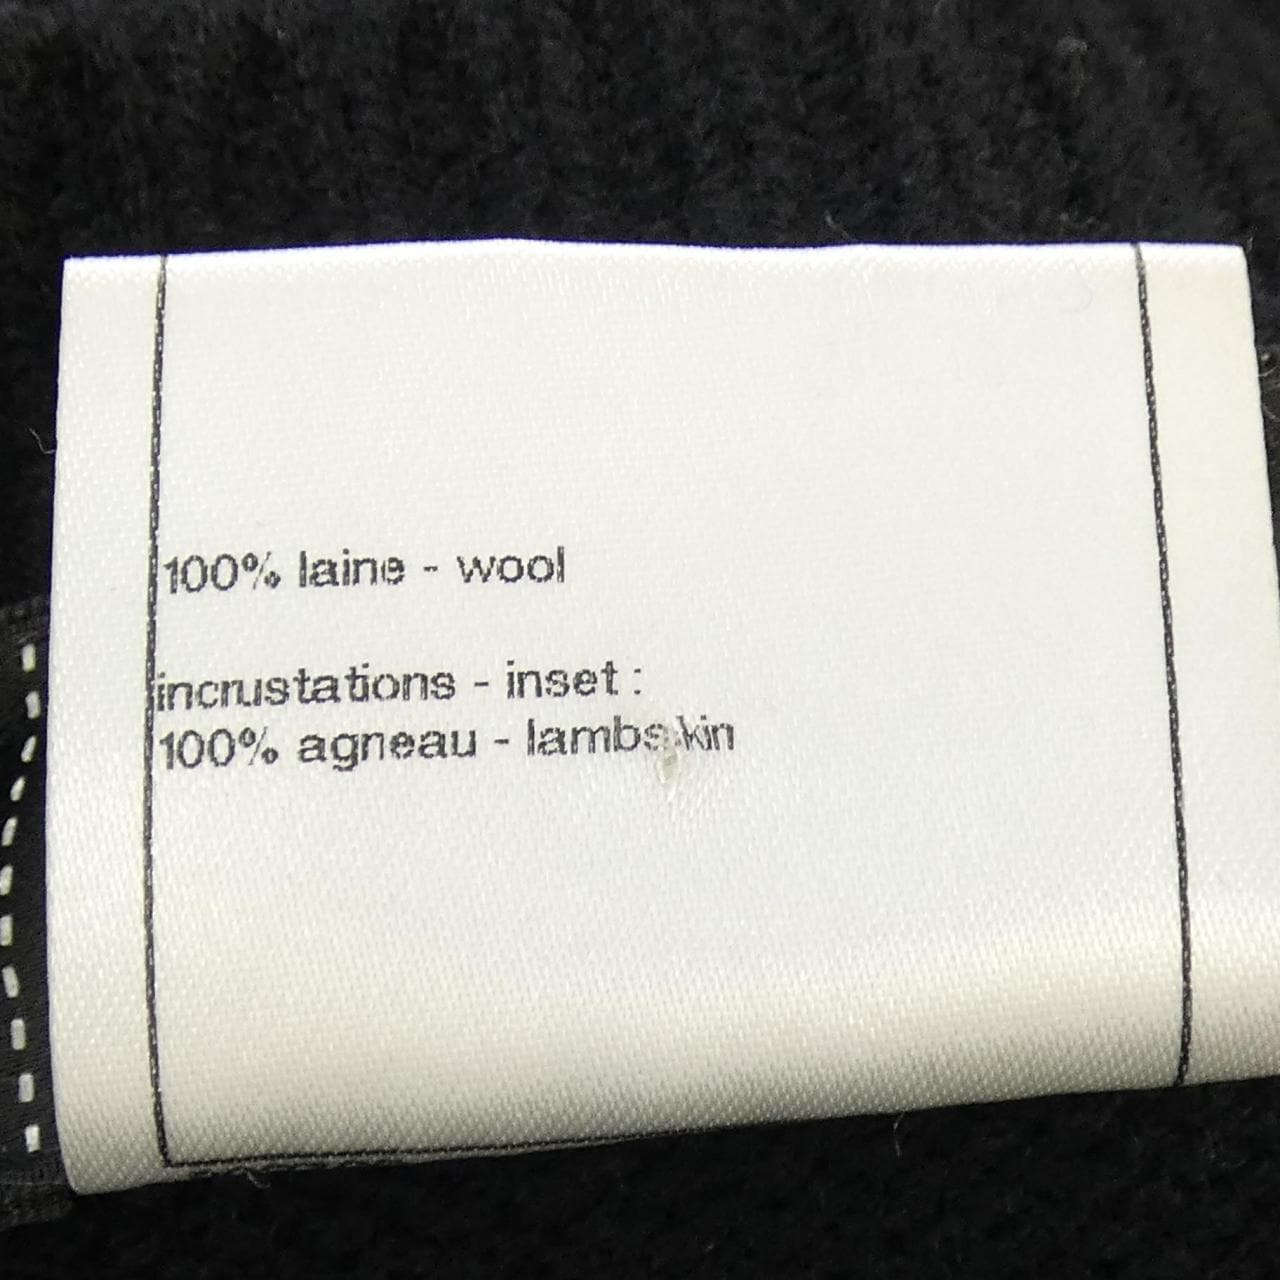 100% laine - wool
incrustations - inset :
100% agneau - lambskin